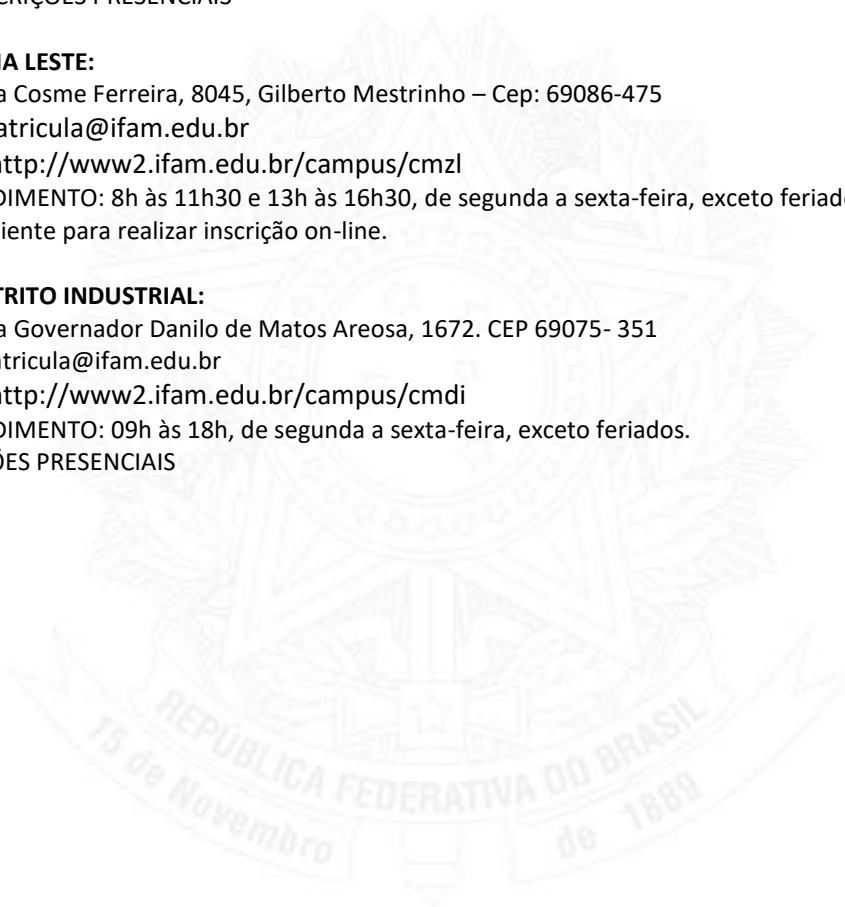 CRIÇÕES PRESENCIAIS
A LESTE:
a Cosme Ferreira, 8045, Gilberto Mestrinho – Cep: 69086-475
atricula@ifam.edu.br
http://www2.ifam.edu.br/campus/cmzl
DIMENTO: 8h às 11h30 e 13h às 16h30, de segunda a sexta-feira, exceto feriad
iente para realizar inscrição on-line.
TRITO INDUSTRIAL:
a Governador Danilo de Matos Areosa, 1672. CEP 69075- 351
atricula@ifam.edu.br
http://www2.ifam.edu.br/campus/cmdi
DIMENTO: 09h às 18h, de segunda a sexta-feira, exceto feriados.
ÕES PRESENCIAIS
REPÚBLICA FEDERATIVA DO BRASIL
15 de Novembro de 1889